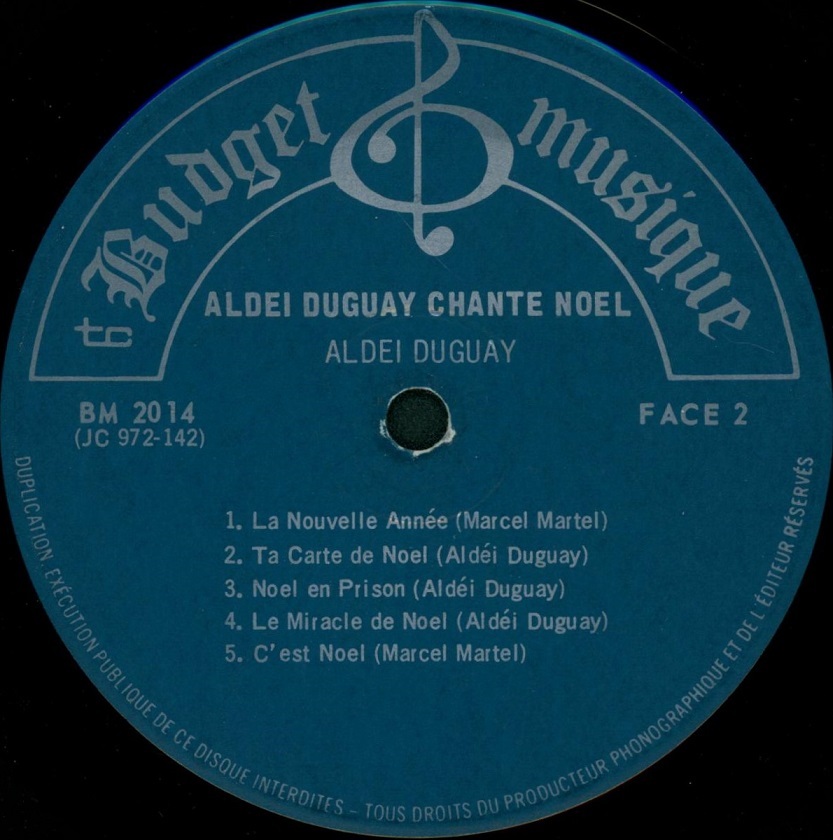 Budget musique
ALDEI DUGUAY CHANTE NOEL
ALDEI DUGUAY
BM 2014
(JC 972-142)
FACE 2
1. La Nouvelle Année (Marcel Martel)
2. Ta Carte de Noel (Aldéi Duguay)
3. Noel en Prison (Aldéi Duguay)
4. Le Miracle de Noel (Aldéi Duguay)
5. C'est Noel (Marcel Martel)
DUPLICATION, EXÉCUTION PUBLIQUE DE CE DISQUE INTERDITES – TOUS DROITS DU PRODUCTEUR PHONOGRAPHIQUE ET DE L'ÉDITEUR RÉSERVÉS